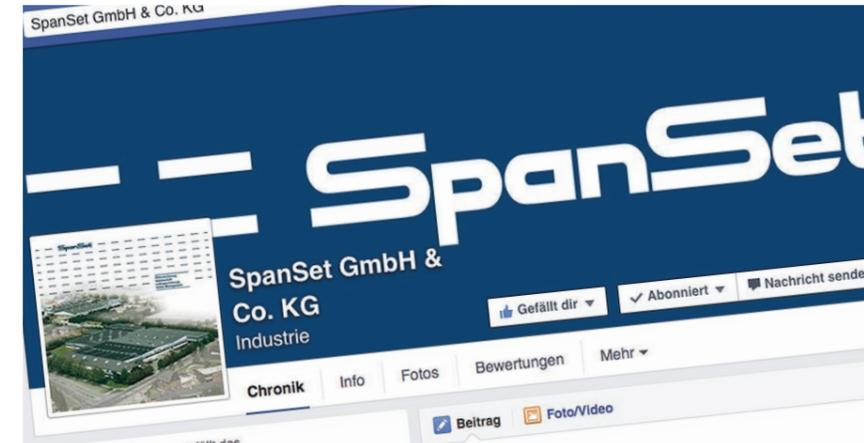 SpanSet GmbH & Co. KG
SpanSet
SpanSet
SpanSet GmbH &
Co. KG
Industrie
Gefällt dir
Abonniert
Nachricht sende
Chronik
Info
Fotos
Bewertungen
Mehr
Beitrag
Foto/Video